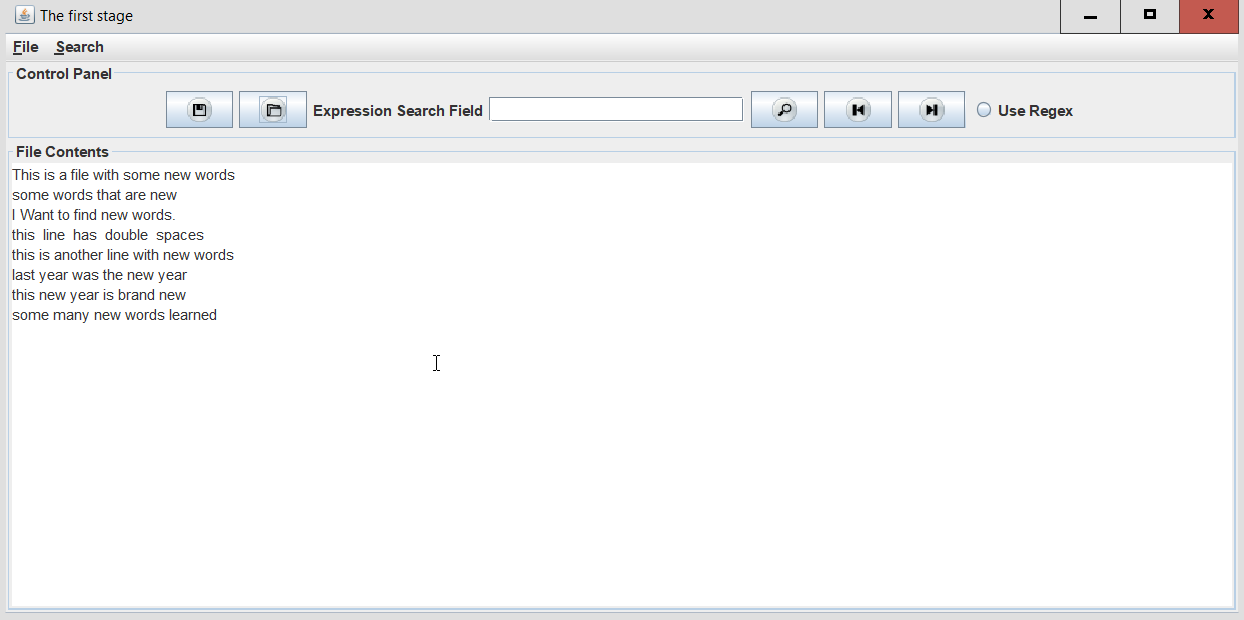 The first stage
File Search
Control Panel
Expression Search Field Use Regex
File Contents
This is a file with some new words
some words that are new
I Want to find new words.
this  line  has  double  spaces
this is another line with new words
last year was the new year
this new year is brand new
some many new words learned